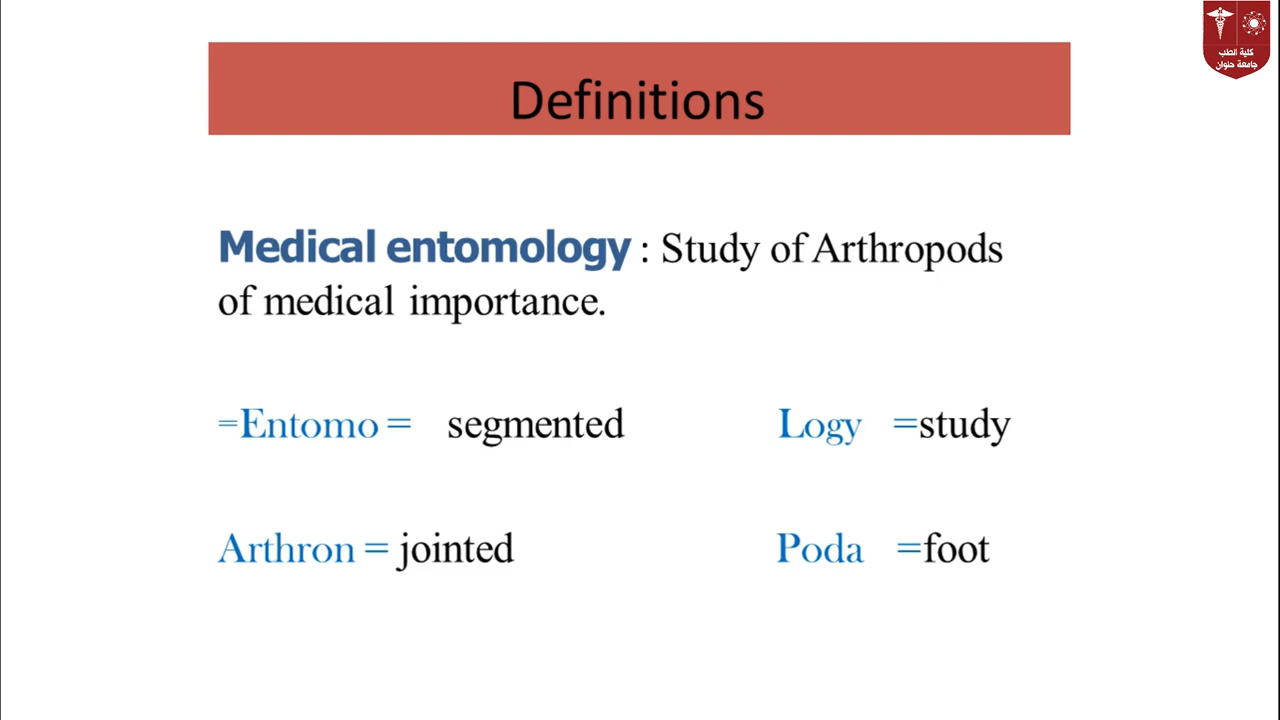 كلية الطب
جامعة حلوان
Definitions
Medical entomology : Study of Arthropods
of medical importance.
=Entomo = segmented Logy =study
Arthron = jointed Poda =foot